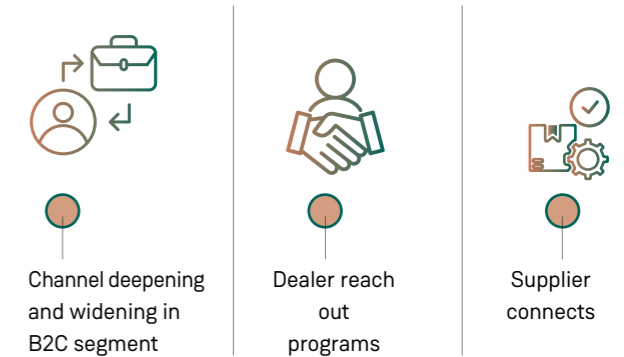 Channel deepening
and widening in
B2C segment
Dealer reach
out
programs
Supplier
connects